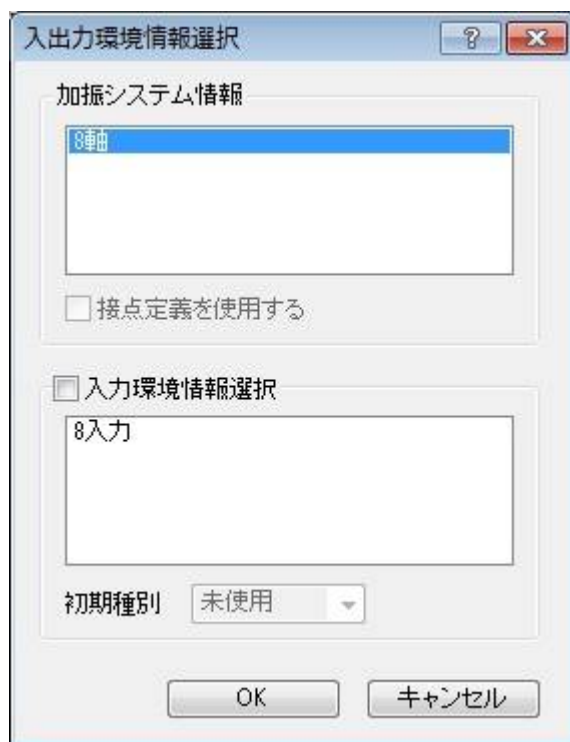 入出力環境情報選択
加振システム情報
8軸
接点定義を使用する
入力環境情報選択
8入力
初期種別 未使用
OK キャンセル